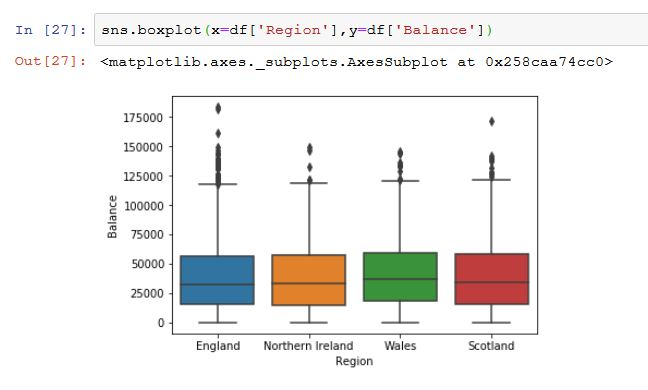 In [27]: sns.boxplot(x=df['Region'],y=df['Balance'])
Out[27]: <matplotlib.axes._subplots.AxesSubplot at 0x258caa74cc0>
175000
150000
125000
100000
75000
50000
25000
0
Balance
England Northern Ireland Wales Scotland
Region